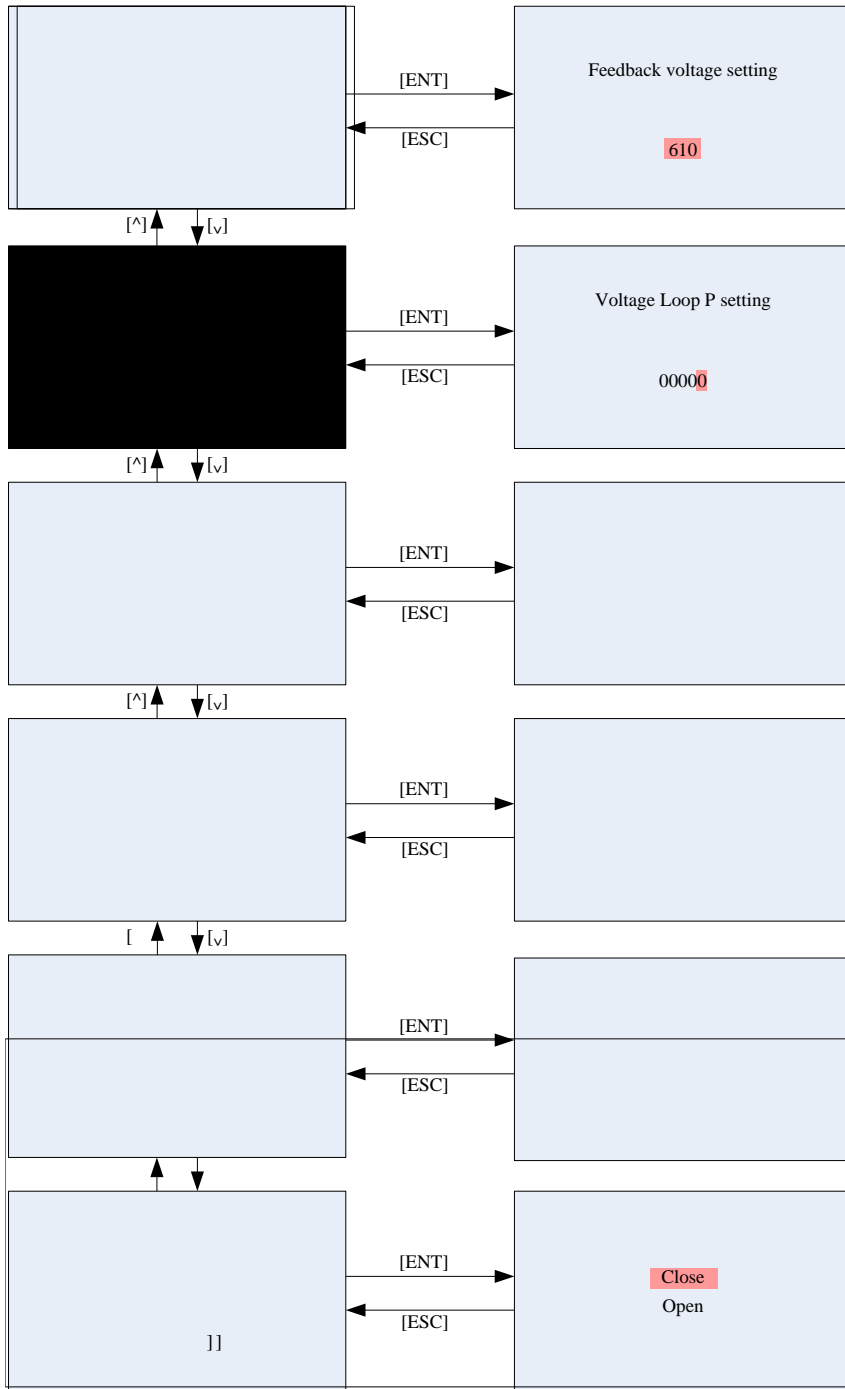 [ENT]
Feedback voltage setting
[ESC]
610
[^] [v]
[ENT]
Voltage Loop P setting
[ESC]
00000
[^] [v]
[ENT]
[ESC]
[^] [v]
[ENT]
[ESC]
[ [v]
[ENT]
[ESC]
[ENT]
Close
Open
[ESC]
] ]